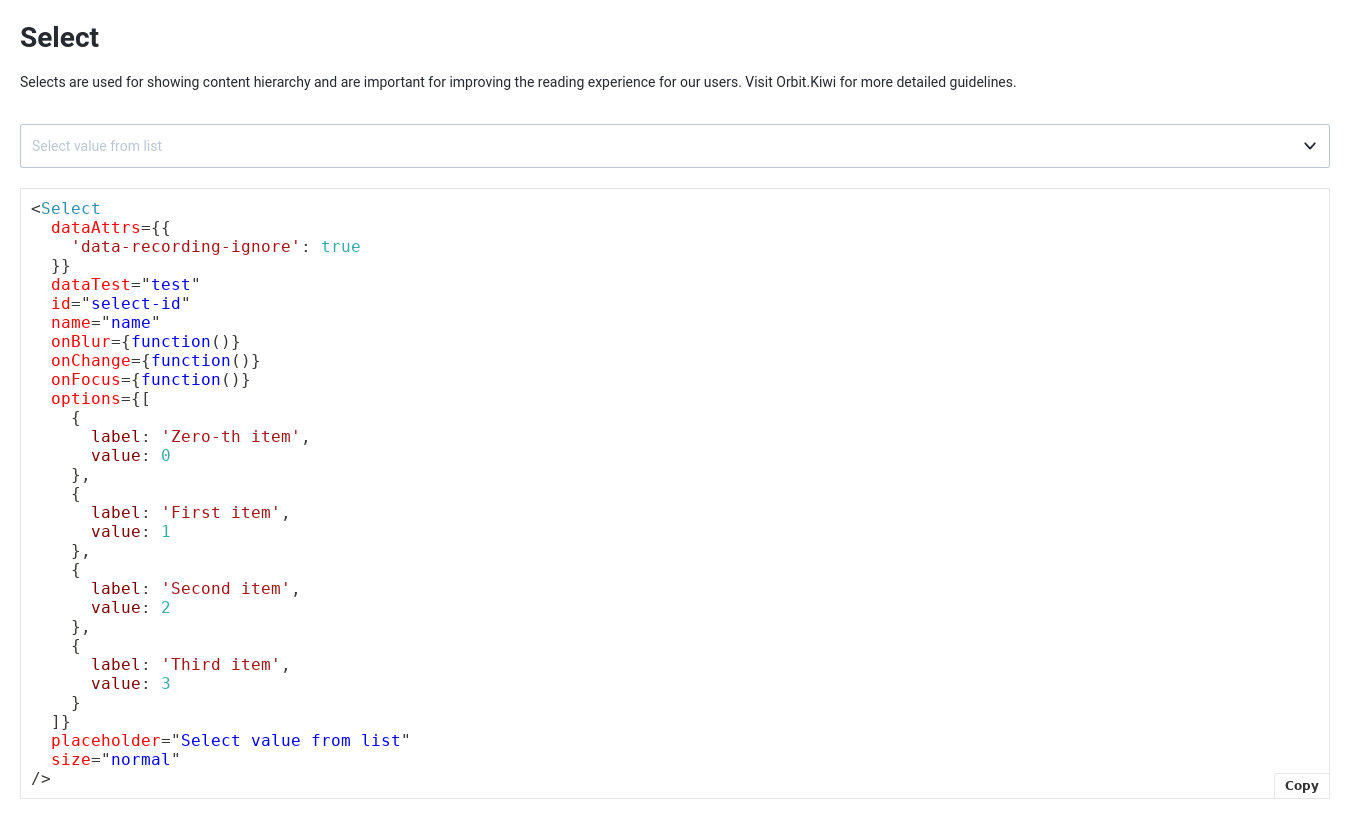 Select
Selects are used for showing content hierarchy and are important for improving the reading experience for our users. Visit Orbit.Kiwi for more detailed guidelines.
Select value from list
<Select
  dataAttrs={{
    'data-recording-ignore': true
  }}
  dataTest="test"
  id="select-id"
  name="name"
  onBlur={function()}
  onChange={function()}
  onFocus={function()}
  options={[
    {
      label: 'Zero-th item',
      value: 0
    },
    {
      label: 'First item',
      value: 1
    },
    {
      label: 'Second item',
      value: 2
    },
    {
      label: 'Third item',
      value: 3
    }
  ]}
  placeholder="Select value from list"
  size="normal"
/>
Copy